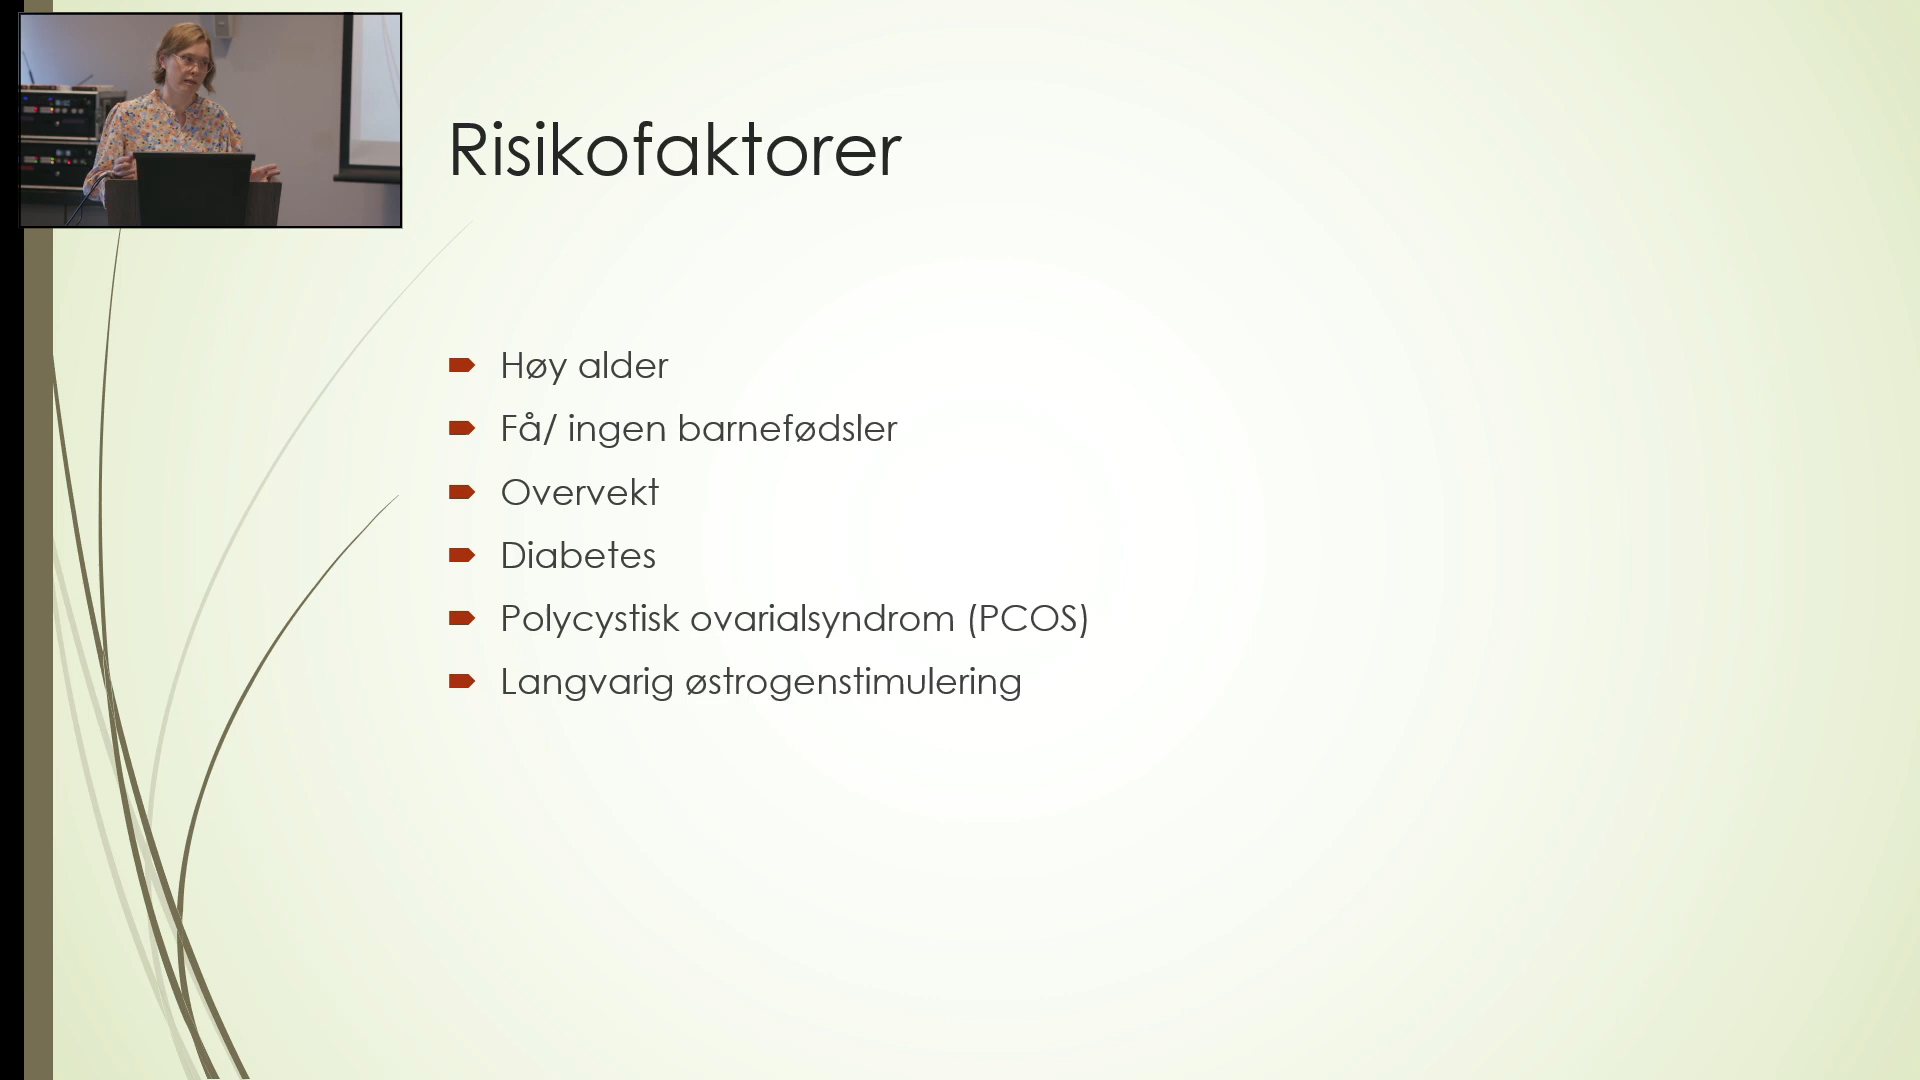 Risikofaktorer
Høy alder
Få/ ingen barnefødsler
Overvekt
Diabetes
Polycystisk ovarialsyndrom (PCOS)
Langvarig østrogenstimulering